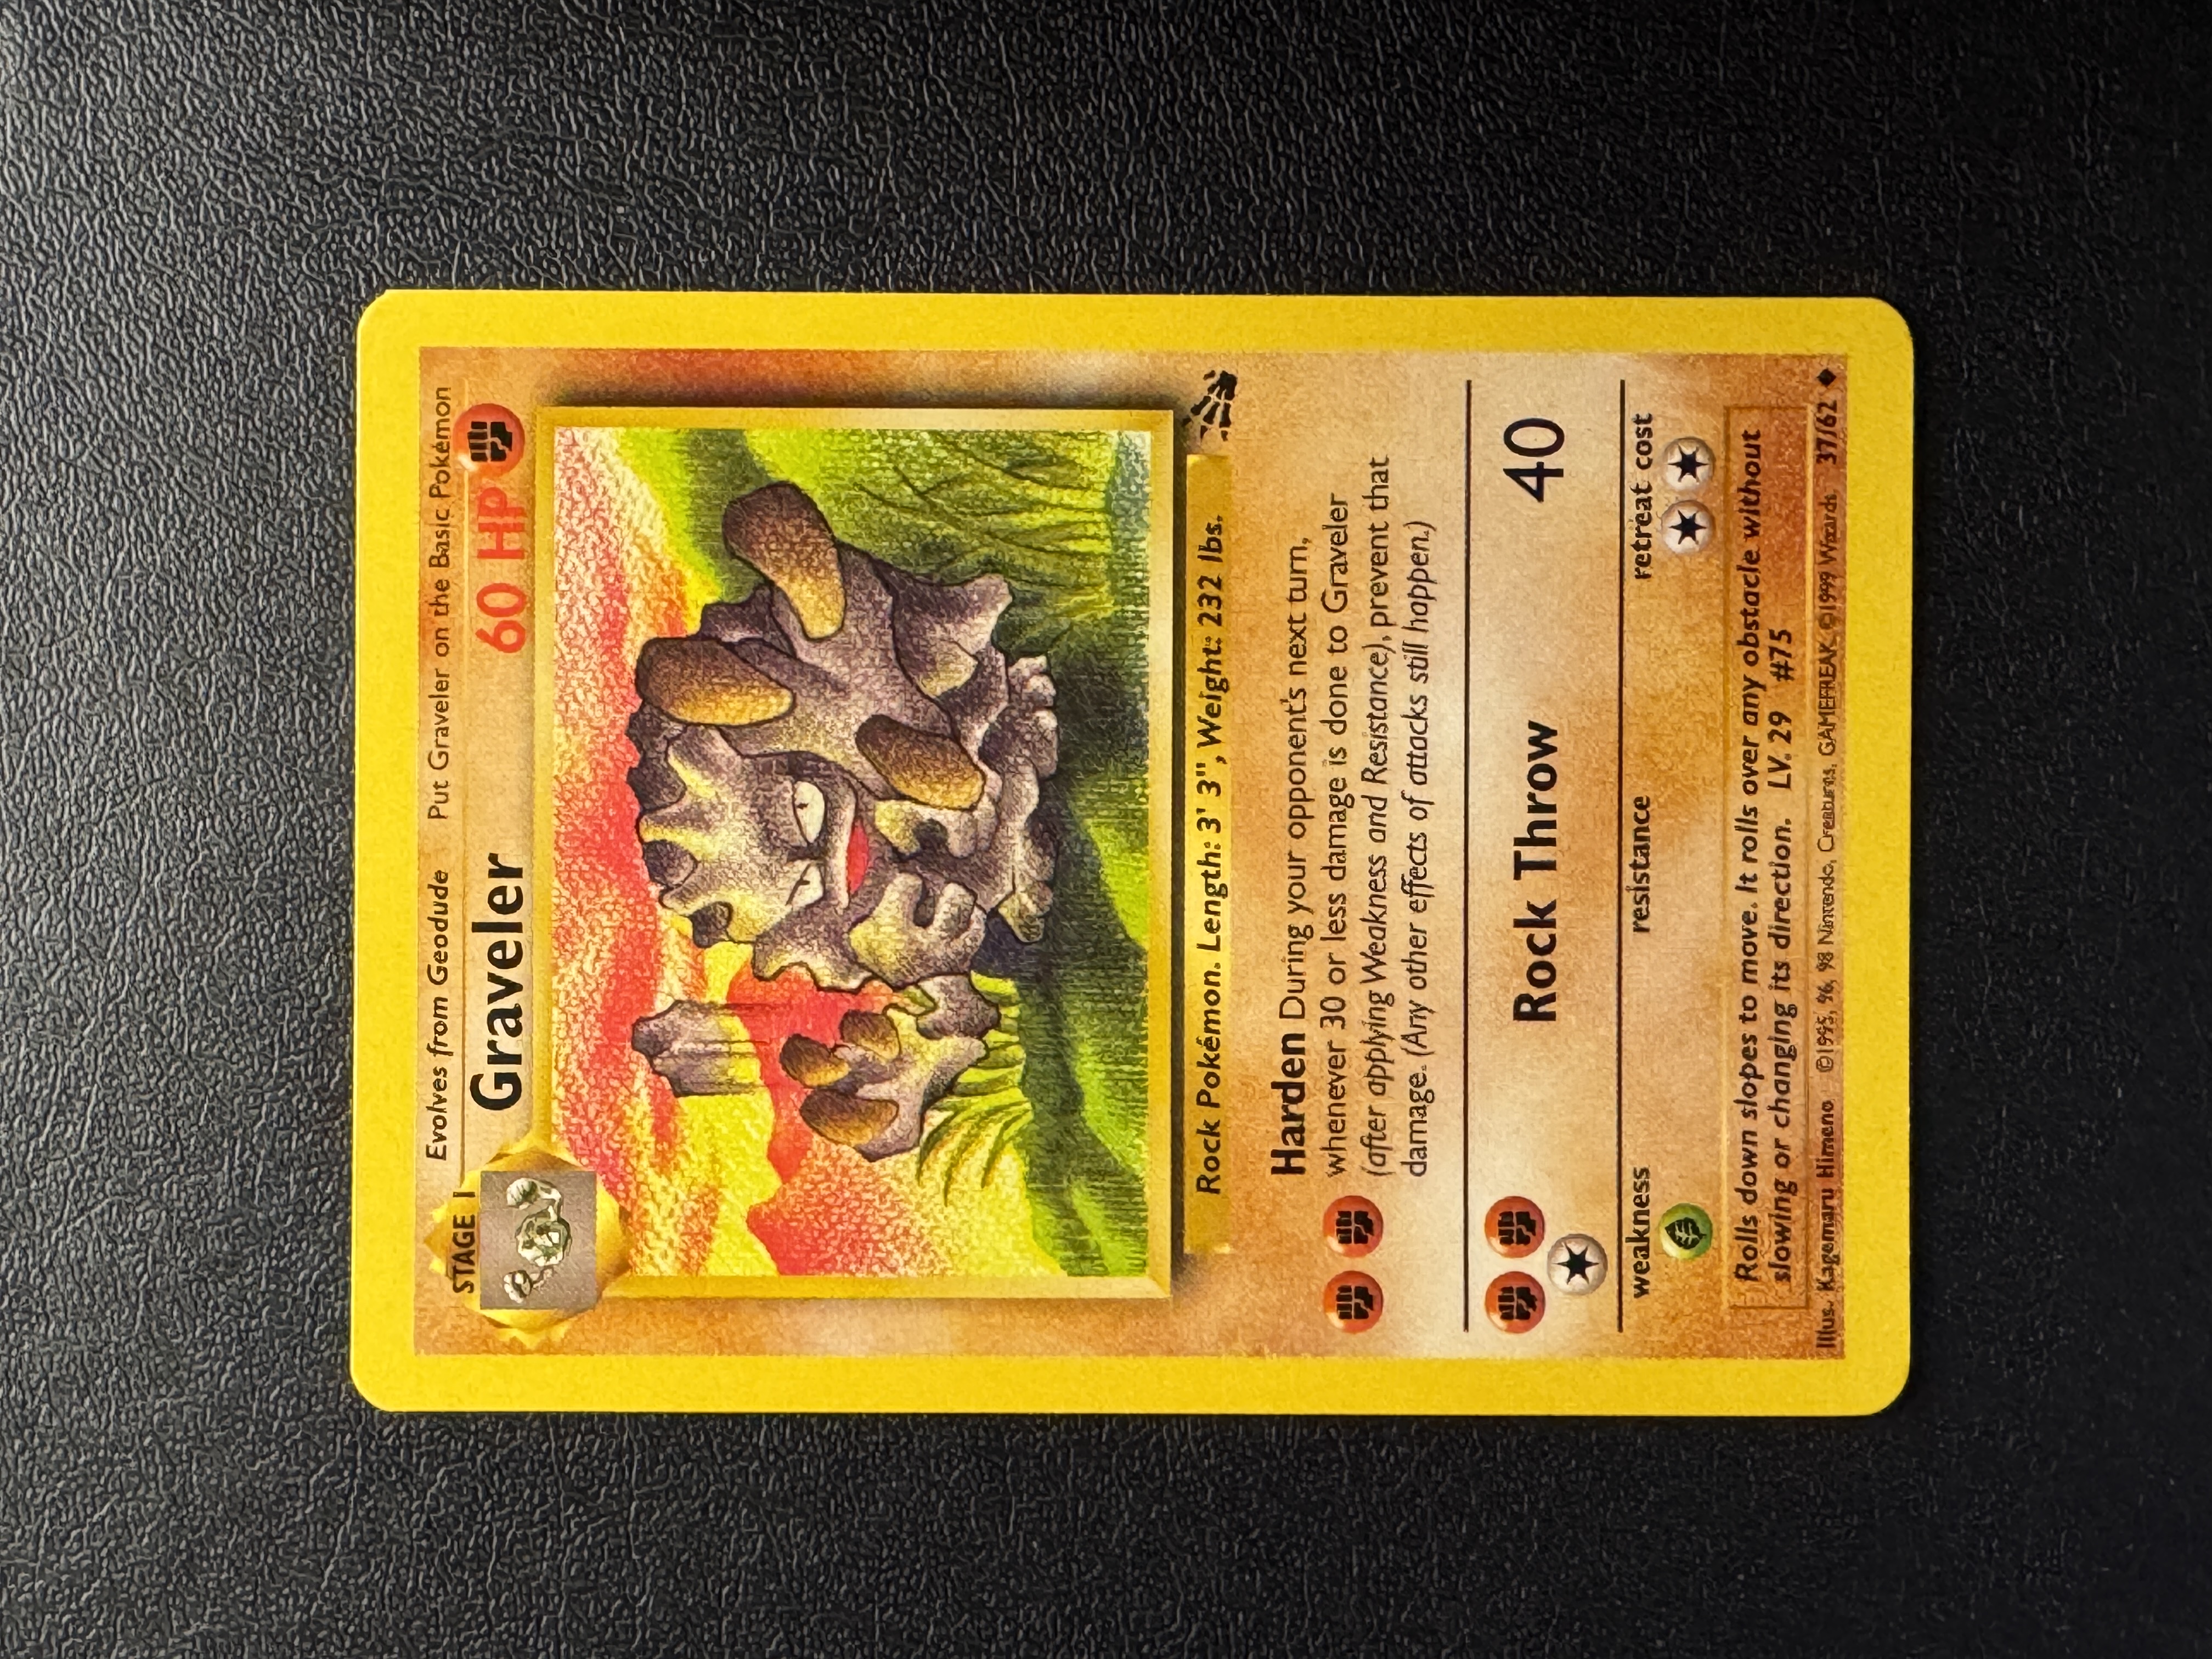 STAGE 1
Evolves from Geodude Put Graveler on the Basic Pokémon
Graveler 60 HP
Rock Pokémon. Length: 3' 3", Weight: 232 lbs.
Harden During your opponent's next turn,
whenever 30 or less damage is done to Graveler
(after applying Weakness and Resistance), prevent that
damage. (Any other effects of attacks still happen.)
Rock Throw 40
weakness resistance retreat cost
Rolls down slopes to move. It rolls over any obstacle without
slowing or changing its direction. LV. 29 #75
Illus. Kagemaru Himeno ©1995, 96, 98 Nintendo, Creatures, GAMEFREAK. ©1999 Wizards. 37/62